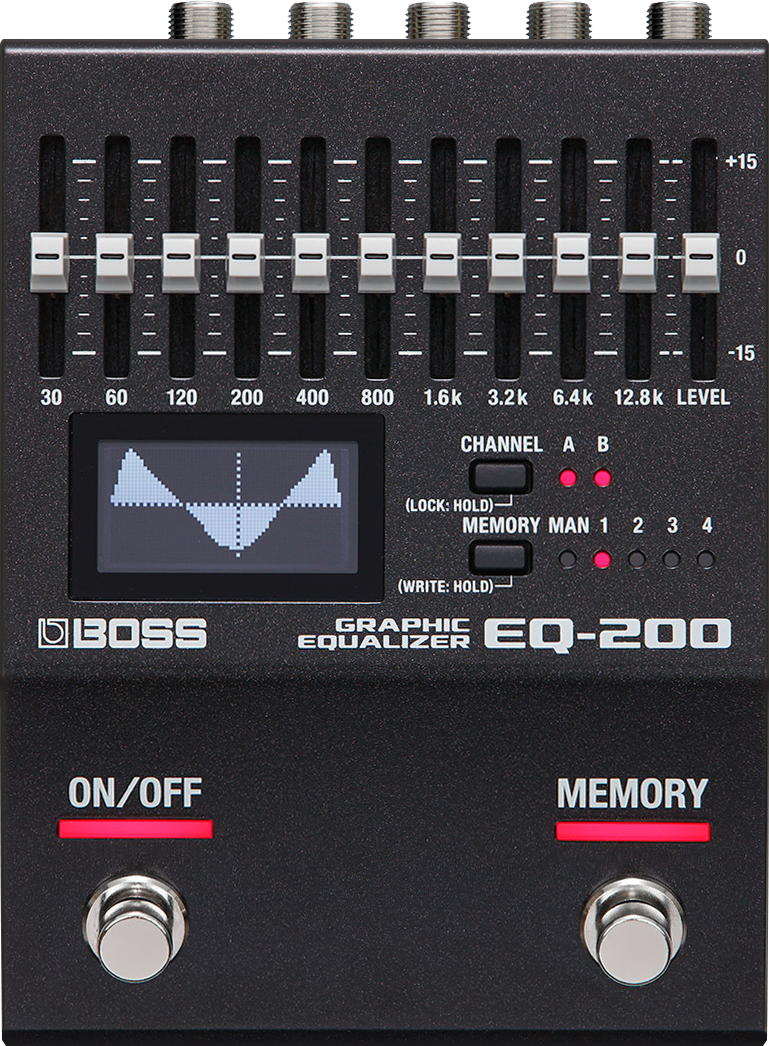 +15
0
-15
30 60 120 200 400 800 1.6k 3.2k 6.4k 12.8k LEVEL
CHANNEL A B
(LOCK: HOLD)
MEMORY MAN 1 2 3 4
(WRITE: HOLD)
BOSS GRAPHIC EQUALIZER EQ-200
ON/OFF MEMORY